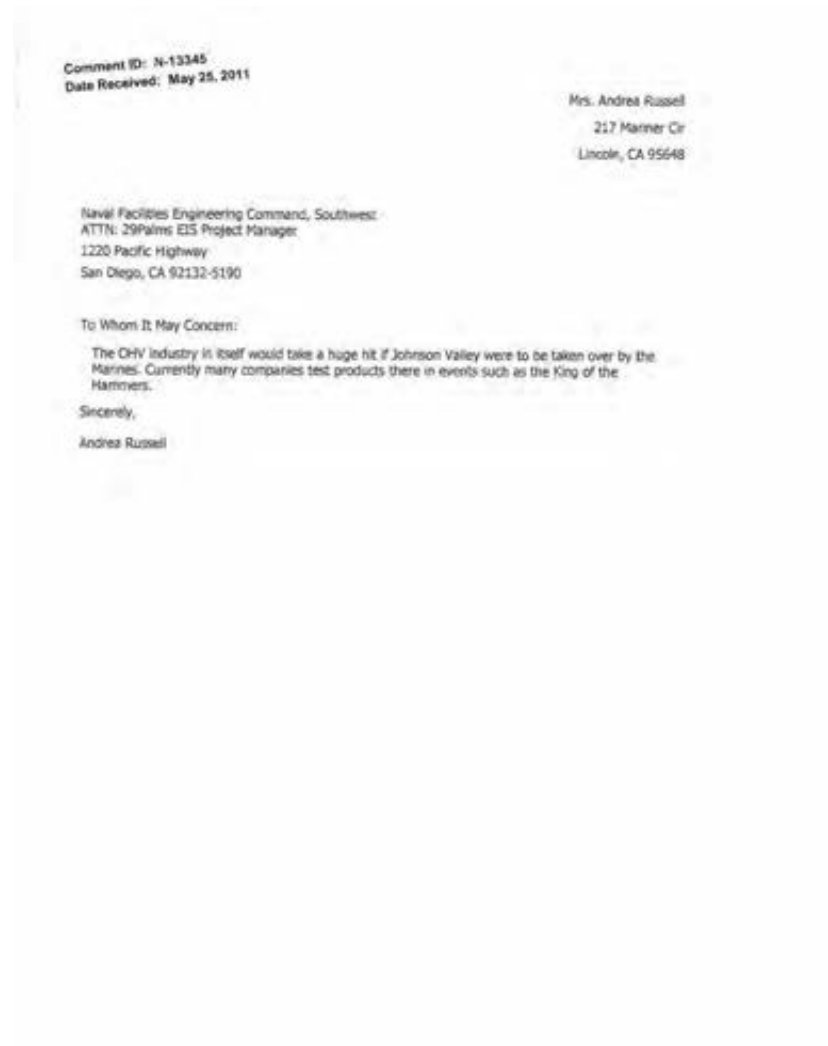 Comment ID: N-13345
Date Received: May 25, 2011
Mrs. Andrea Russell
217 Mariner Cir
Lincoln, CA 95648
Naval Facilities Engineering Command, Southwest
ATTN: 29Palms EIS Project Manager
1220 Pacific Highway
San Diego, CA 92132-5190
To Whom It May Concern:
The OHV industry in itself would take a huge hit if Johnson Valley were to be taken over by the
Marines. Currently many companies test products there in events such as the King of the
Hammers.
Sincerely,
Andrea Russell